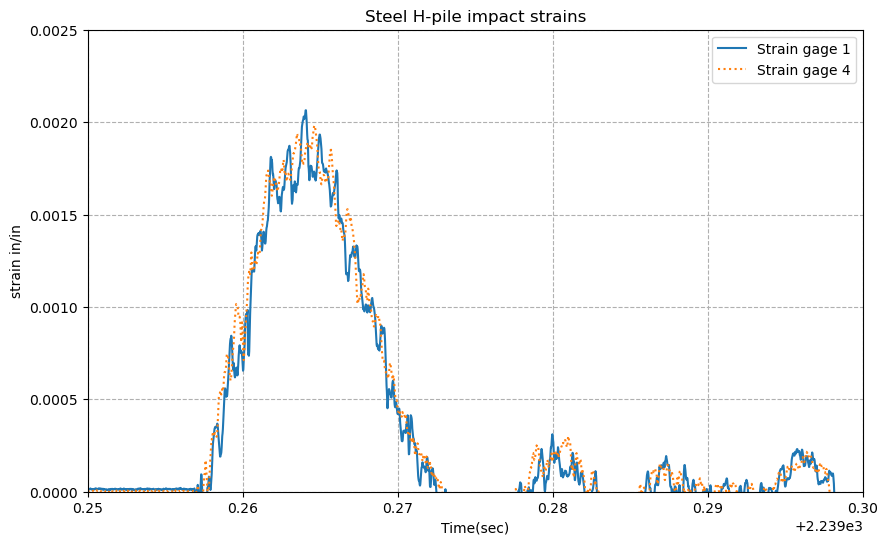 Steel H-pile impact strains
Strain gage 1
Strain gage 4
strain in/in
0.0025
0.0020
0.0015
0.0010
0.0005
0.0000
0.25 0.26 0.27 0.28 0.29 0.30
Time(sec)
+2.239e3